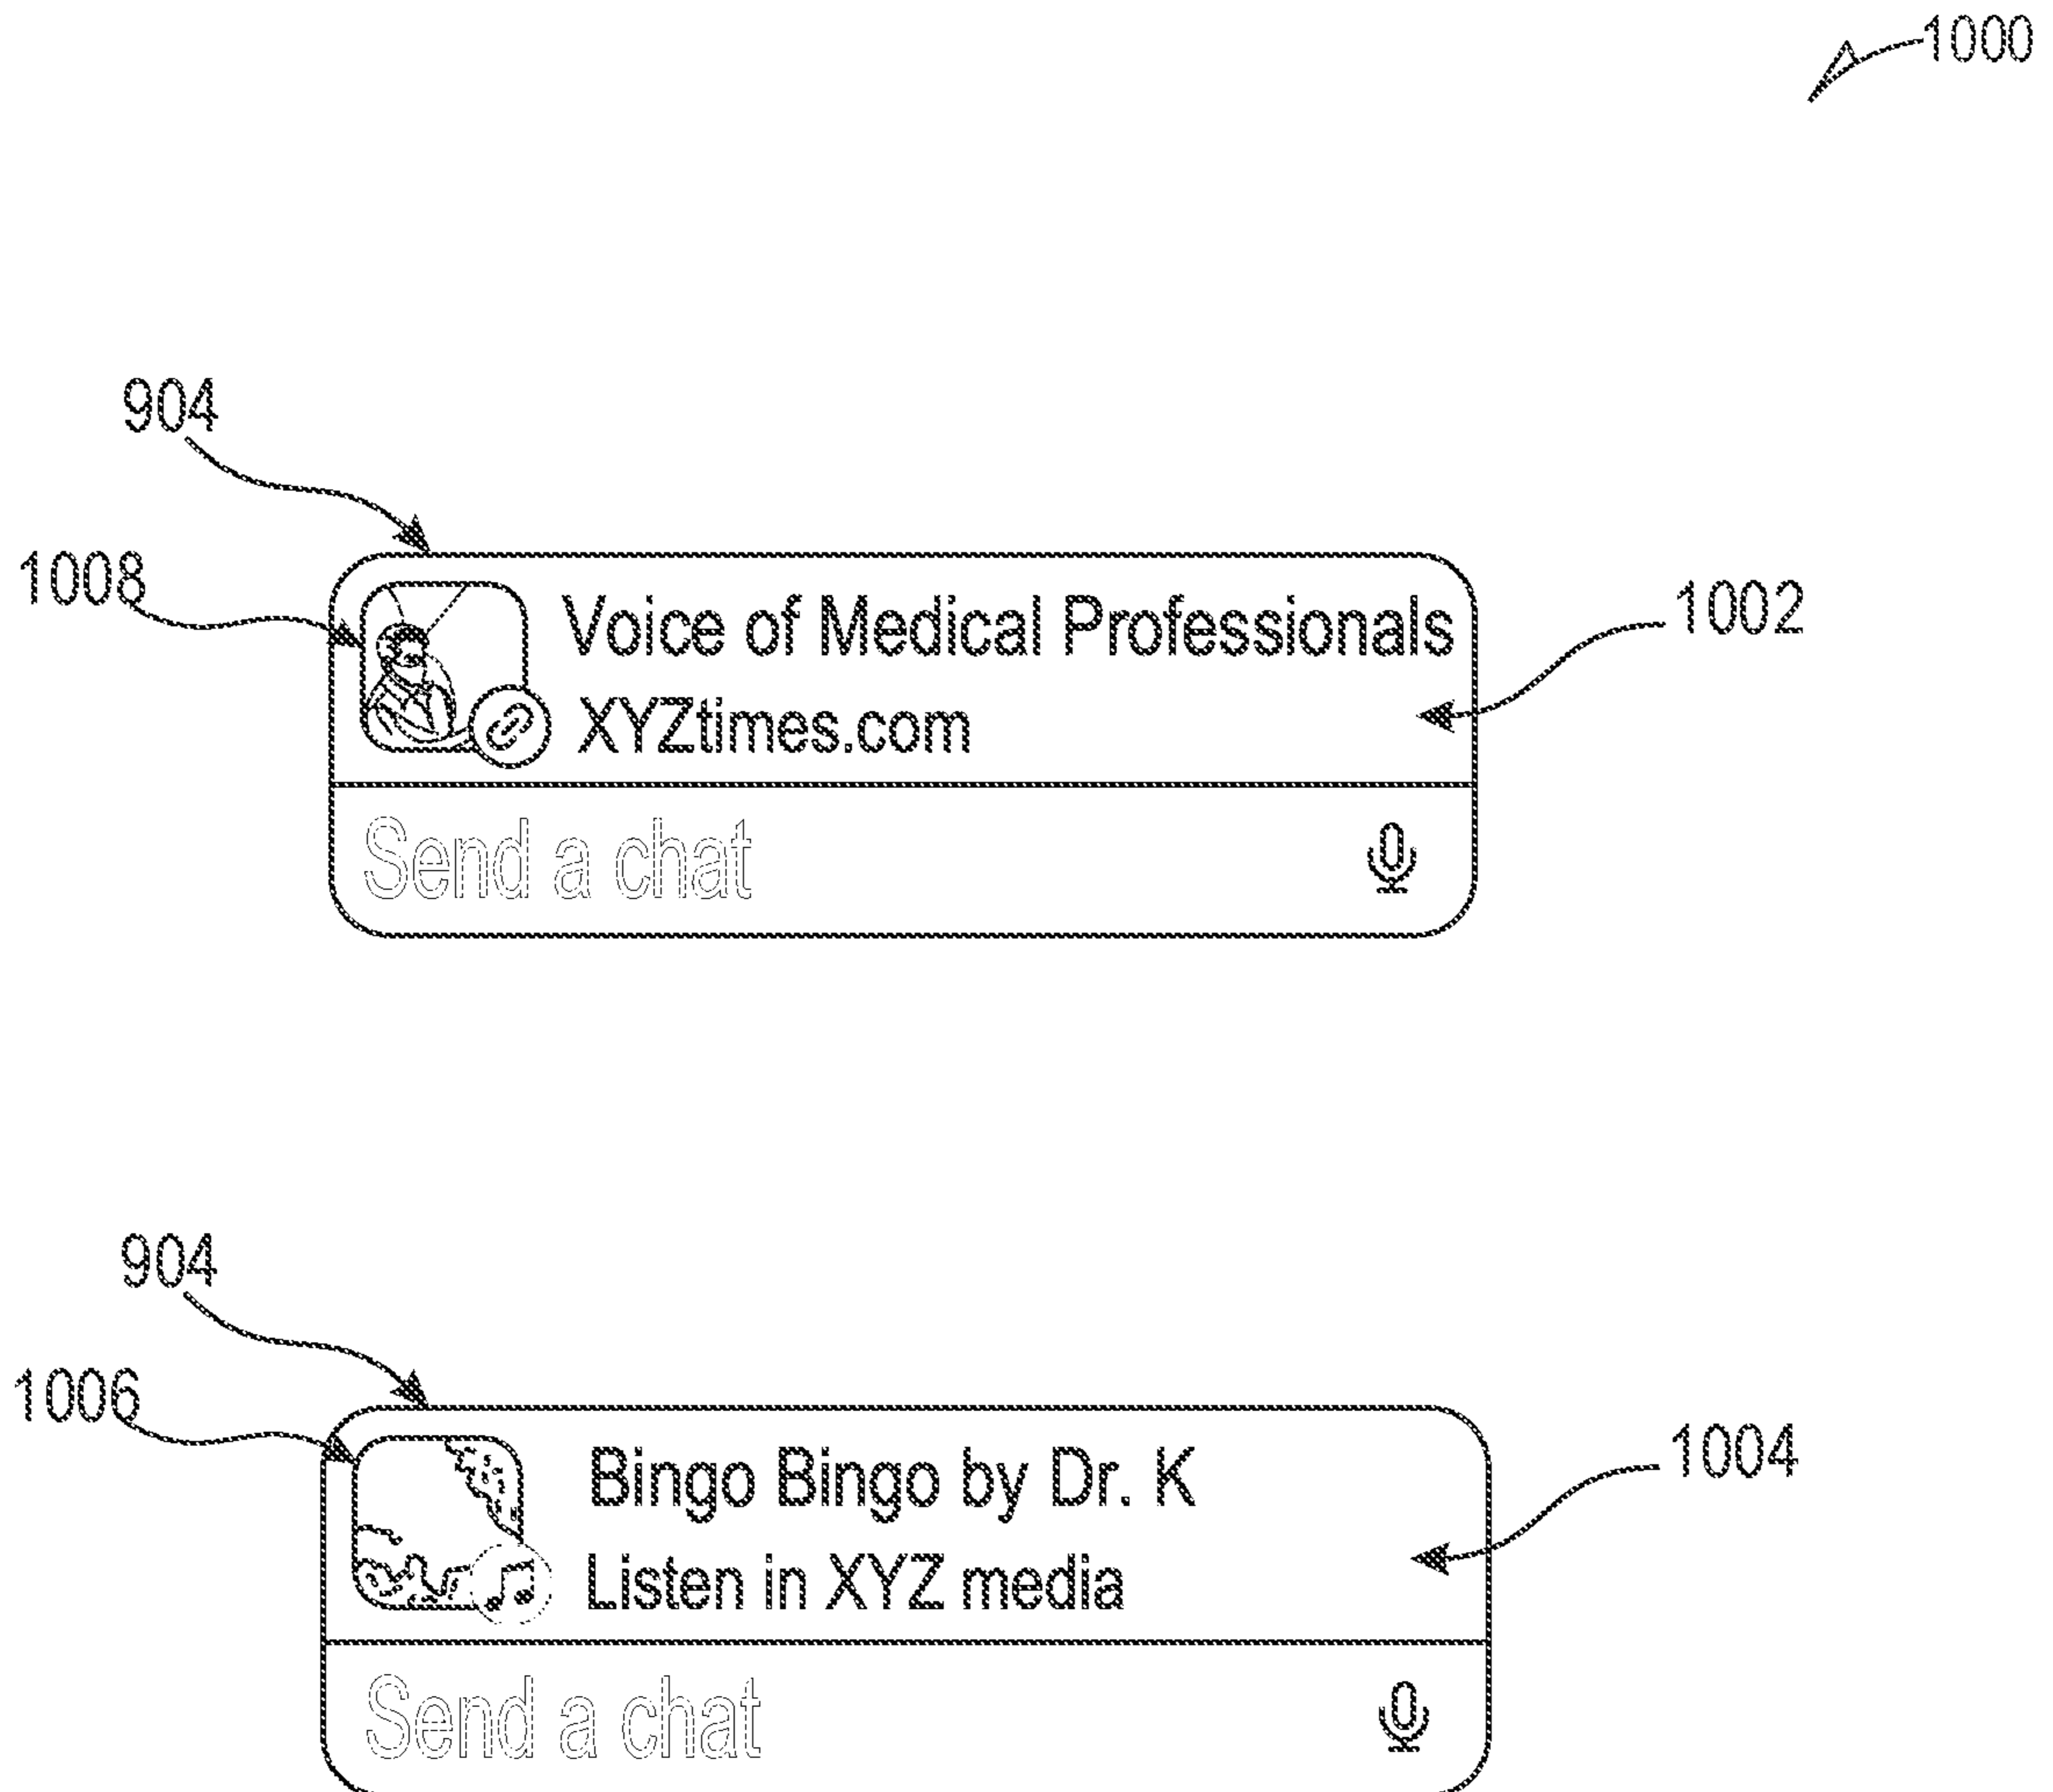 1000
904
1008
Voice of Medical Professionals
1002
XYZtimes.com
Send a chat
904
1006
Bingo Bingo by Dr. K
1004
Listen in XYZ media
Send a chat